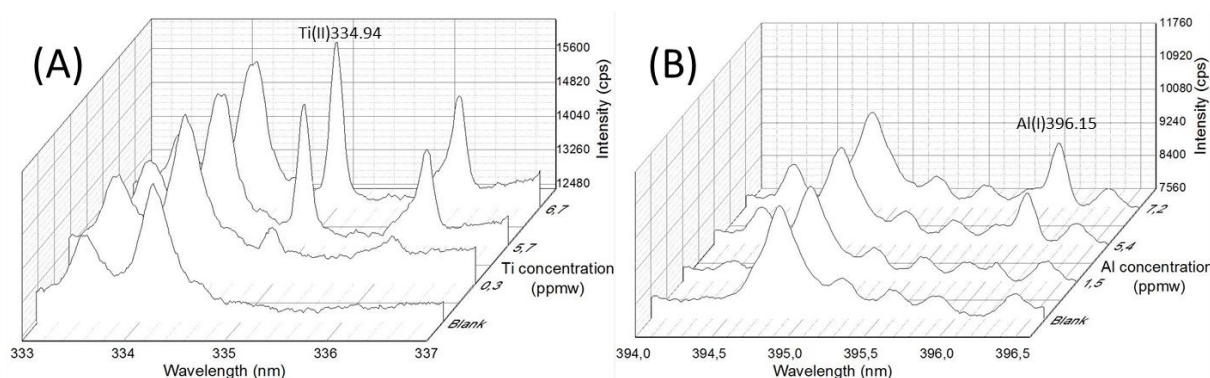 (A)
Ti(II)334.94
15600
14820
14040
13260
12480
Intensity (cps)
6,7
5,7
0,3
Blank
Ti concentration
(ppmw)
333
334
335
336
337
Wavelength (nm)
(B)
Al(I)396.15
11760
10920
10080
9240
8400
7560
Intensity (cps)
7,2
5,4
1,5
Blank
Al concentration
(ppmw)
394,0
394,5
395,0
395,5
396,0
396,5
Wavelength (nm)